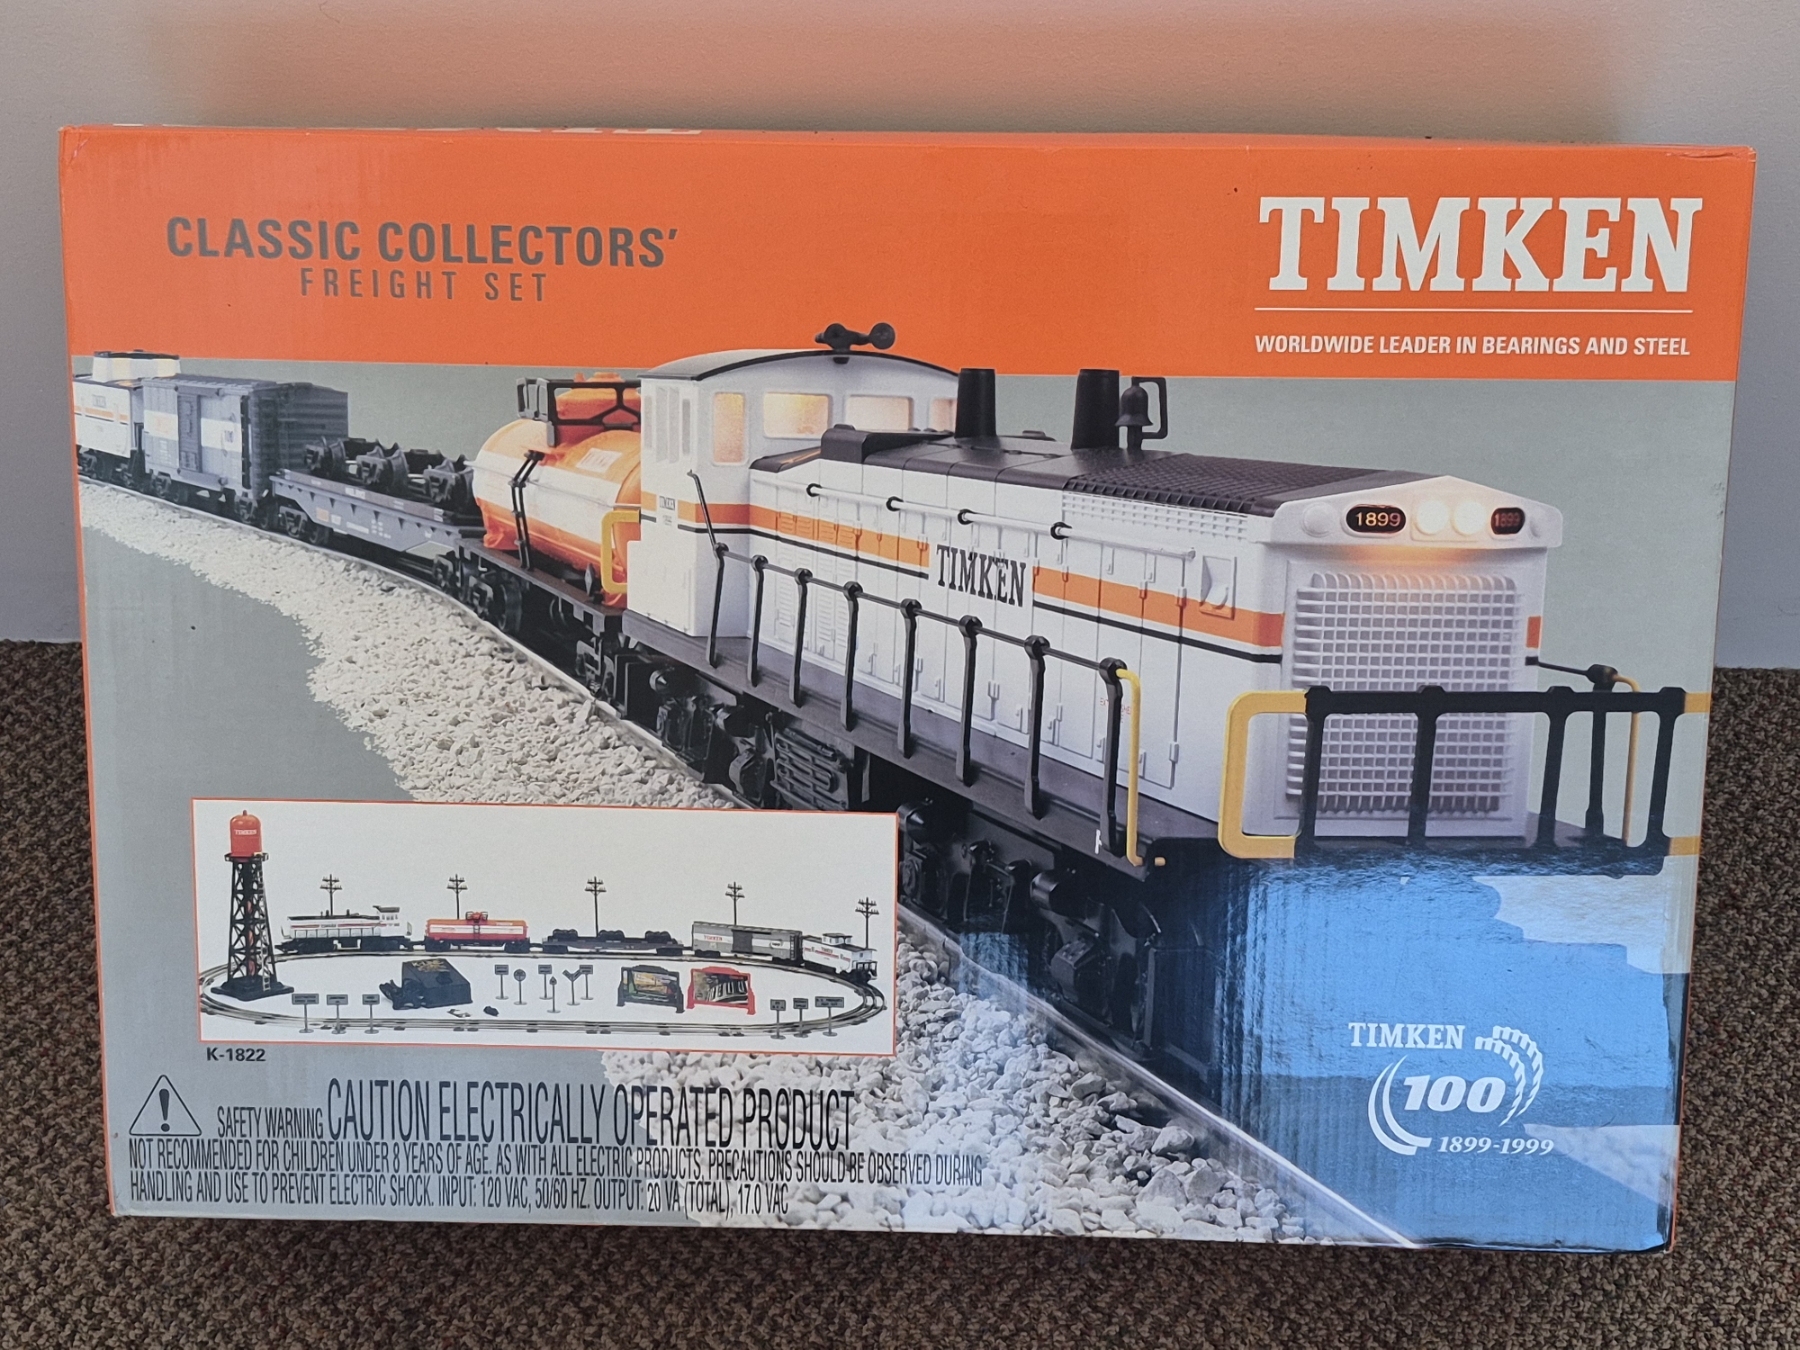 CLASSIC COLLECTORS'
FREIGHT SET
TIMKEN
WORLDWIDE LEADER IN BEARINGS AND STEEL
TIMKEN
1899
1899
TIMKEN
TIMKEN
TIMKEN
K-1822
TIMKEN
100
1899-1999
SAFETY WARNING CAUTION ELECTRICALLY OPERATED PRODUCT
NOT RECOMMENDED FOR CHILDREN UNDER 8 YEARS OF AGE. AS WITH ALL ELECTRIC PRODUCTS, PRECAUTIONS SHOULD BE OBSERVED DURING
HANDLING AND USE TO PREVENT ELECTRIC SHOCK. INPUT: 120 VAC, 50/60 HZ. OUTPUT: 20 VA (TOTAL), 17.0 VAC